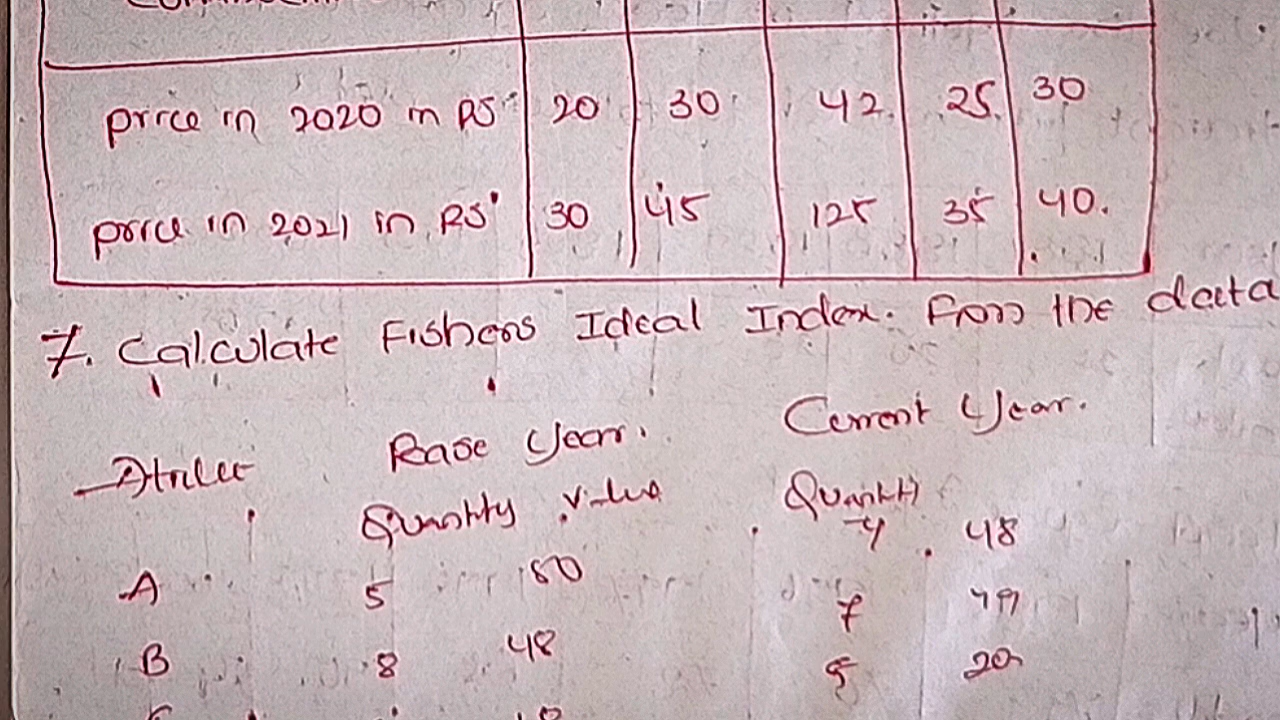 price in 2020 in RS 20 30 42 25 30
price in 2021 in RS 30 45 125 35 40.
7. Calculate Fishers Ideal Index. From the data
Base Year. Current Year.
Quantity value Quantity
4 48
A 5 50
7 49
B 8 48
5 20